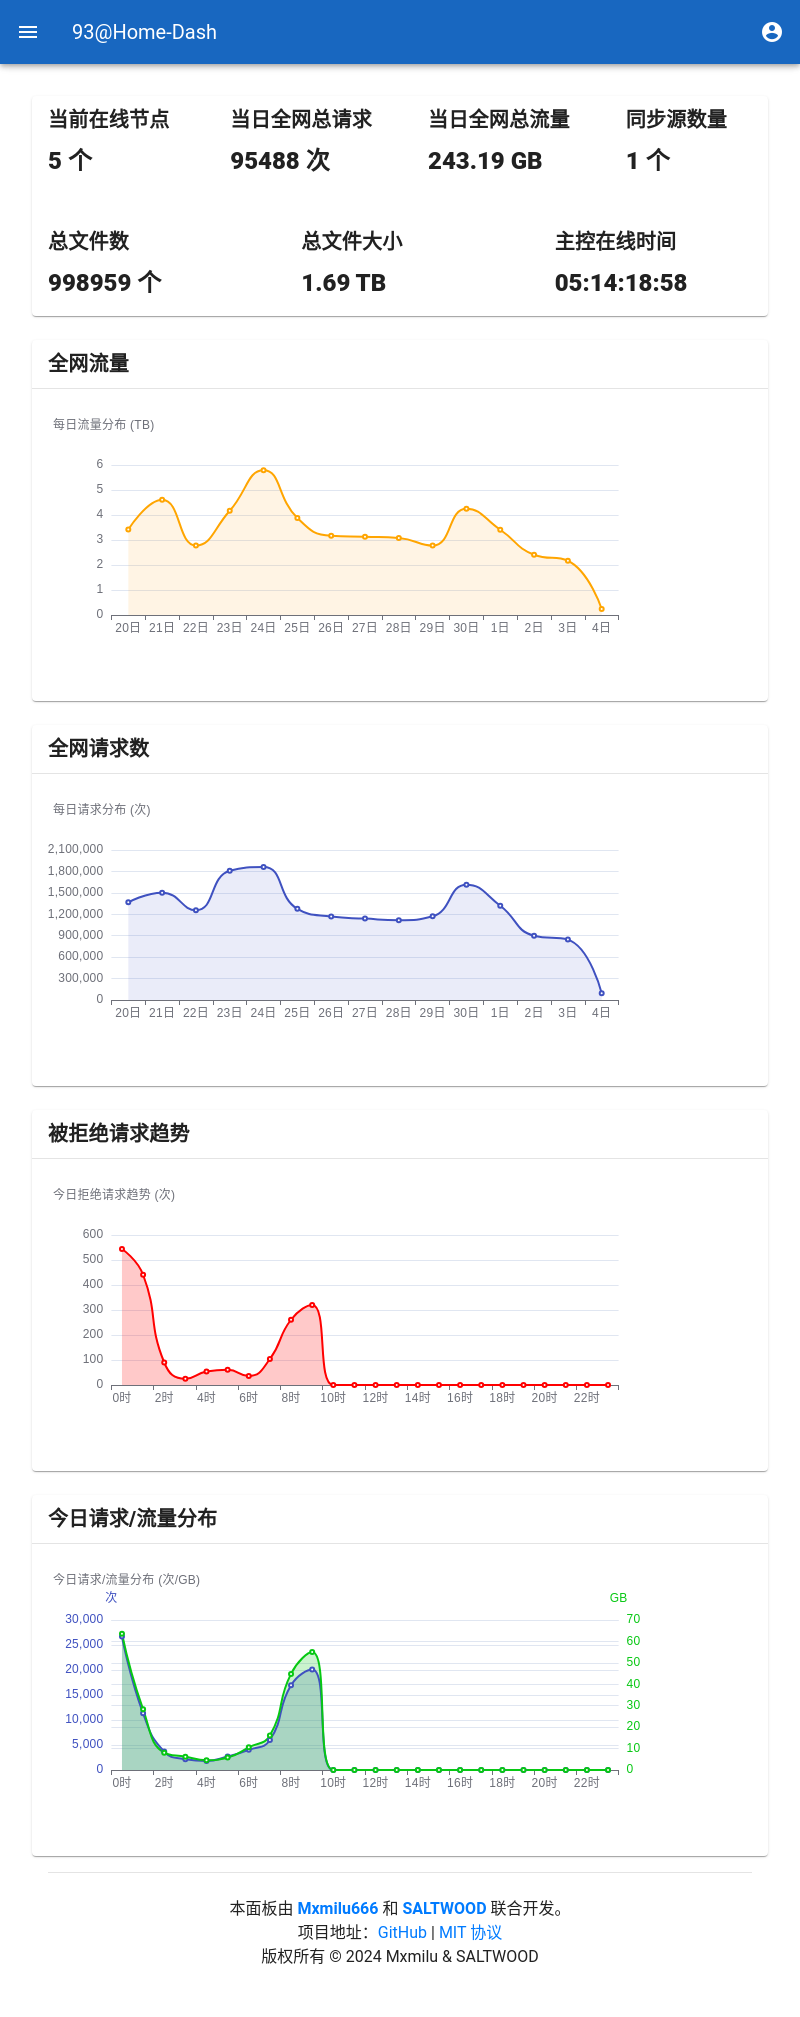 93@Home-Dash
当前在线节点 当日全网总请求 当日全网总流量 同步源数量
5 个 95488 次 243.19 GB 1 个
总文件数 总文件大小 主控在线时间
998959 个 1.69 TB 05:14:18:58
全网流量
每日流量分布 (TB)
6
5
4
3
2
1
0
20日 21日 22日 23日 24日 25日 26日 27日 28日 29日 30日 1日 2日 3日 4日
全网请求数
每日请求分布 (次)
2,100,000
1,800,000
1,500,000
1,200,000
900,000
600,000
300,000
0
20日 21日 22日 23日 24日 25日 26日 27日 28日 29日 30日 1日 2日 3日 4日
被拒绝请求趋势
今日拒绝请求趋势 (次)
600
500
400
300
200
100
0
0时 2时 4时 6时 8时 10时 12时 14时 16时 18时 20时 22时
今日请求/流量分布
今日请求/流量分布 (次/GB)
次 GB
30,000 70
25,000 60
20,000 50
15,000 40
10,000 30
5,000 20
0 10
0
0时 2时 4时 6时 8时 10时 12时 14时 16时 18时 20时 22时
本面板由 Mxmilu666 和 SALTWOOD 联合开发。
项目地址：GitHub | MIT 协议
版权所有 © 2024 Mxmilu & SALTWOOD